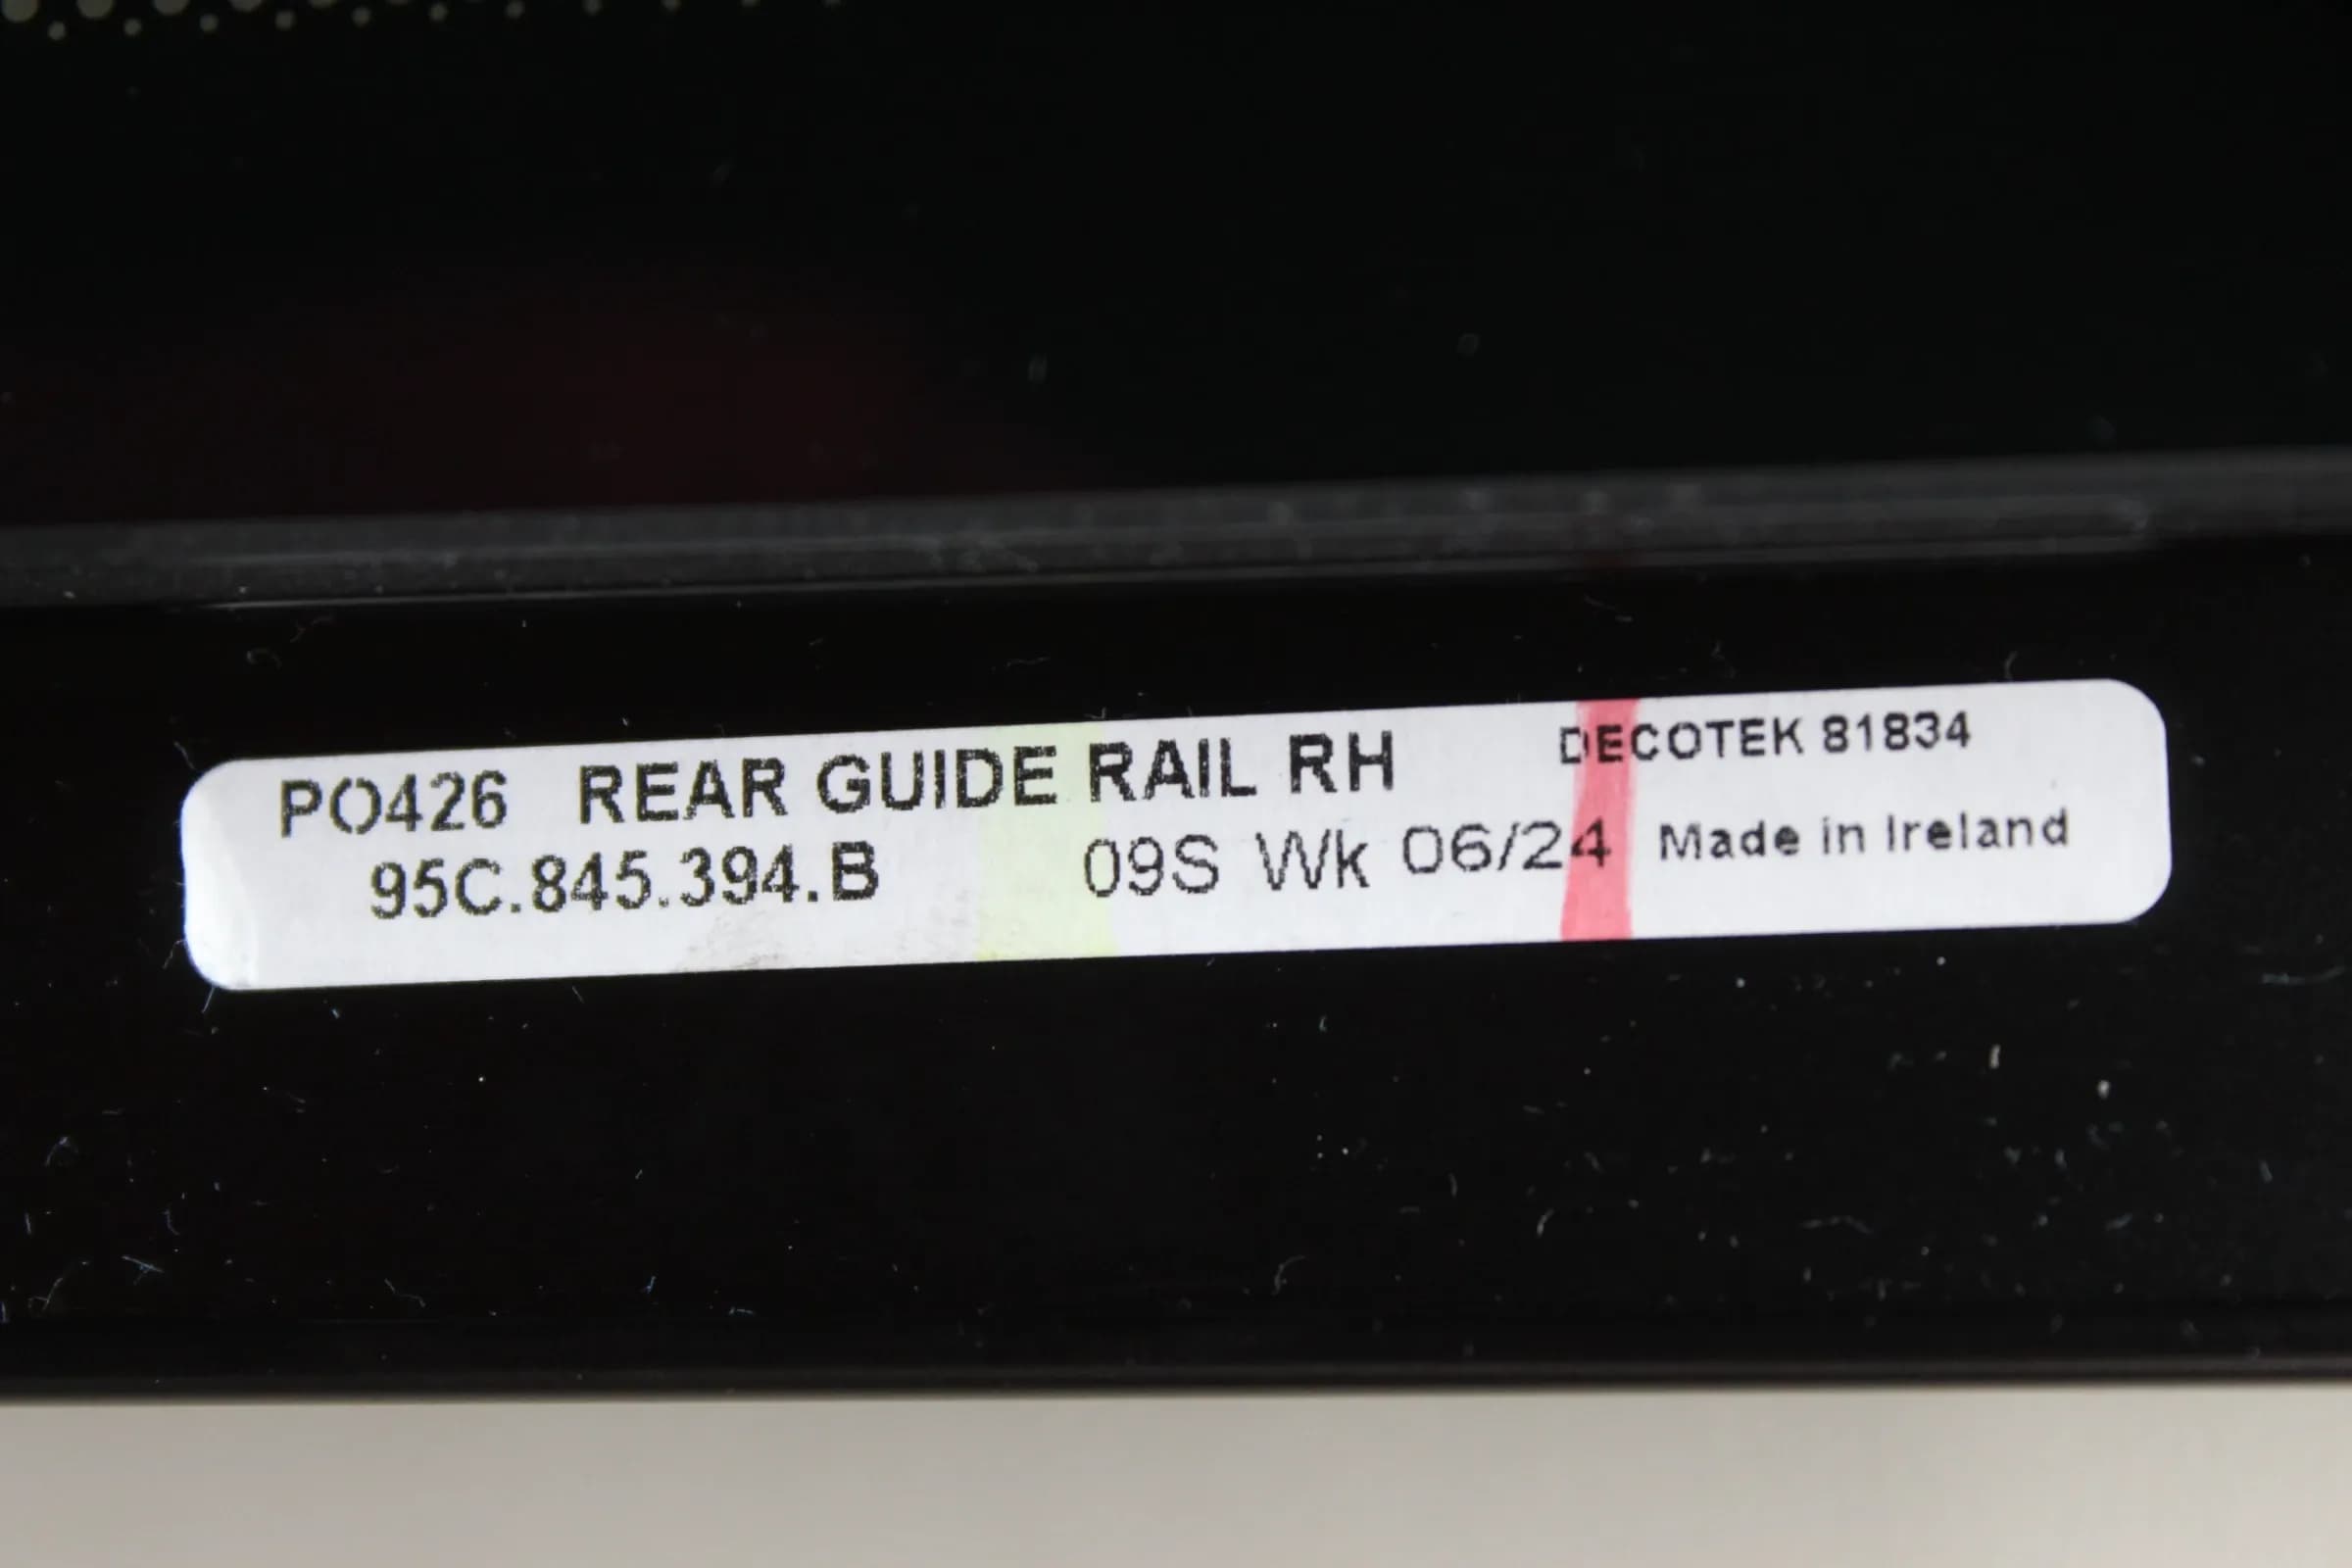 PO426 REAR GUIDE RAIL RH DECOTEK 81834
95C.845.394.B 09S Wk 06/24 Made in Ireland